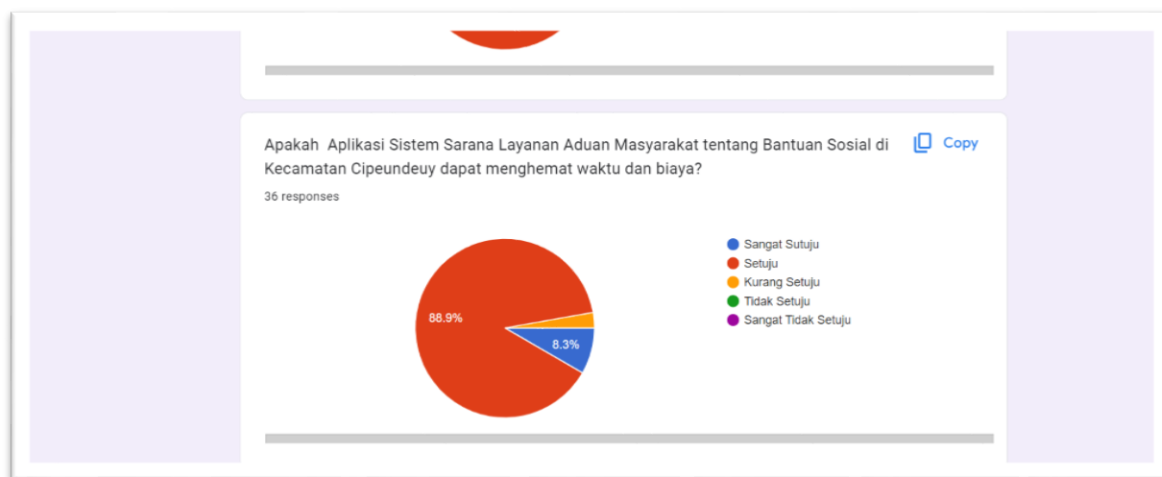 Apakah Aplikasi Sistem Sarana Layanan Aduan Masyarakat tentang Bantuan Sosial di
Kecamatan Cipeundeuy dapat menghemat waktu dan biaya?
Copy
36 responses
88.9%
8.3%
Sangat Sutuju
Setuju
Kurang Setuju
Tidak Setuju
Sangat Tidak Setuju